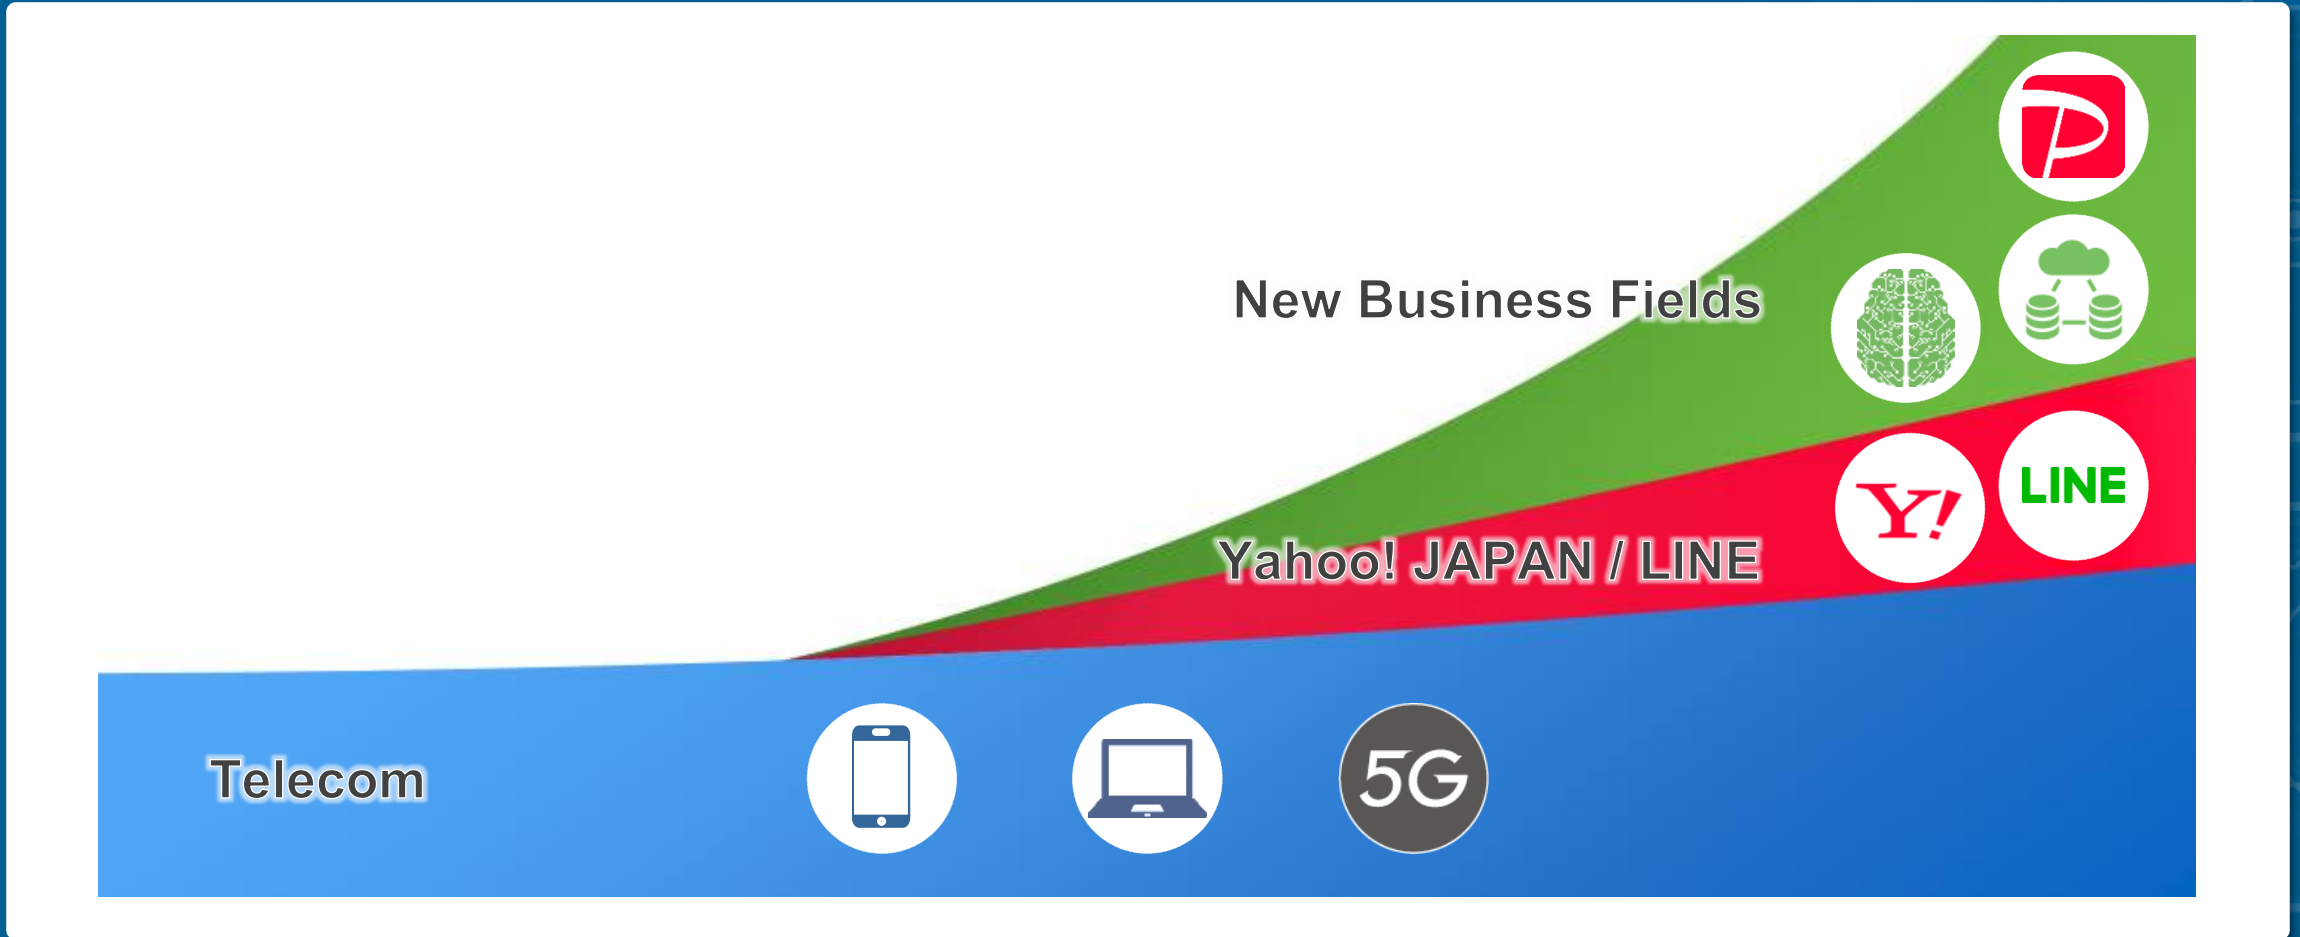 P
New Business Fields
Y!
LINE
Yahoo! JAPAN / LINE
Telecom
5G